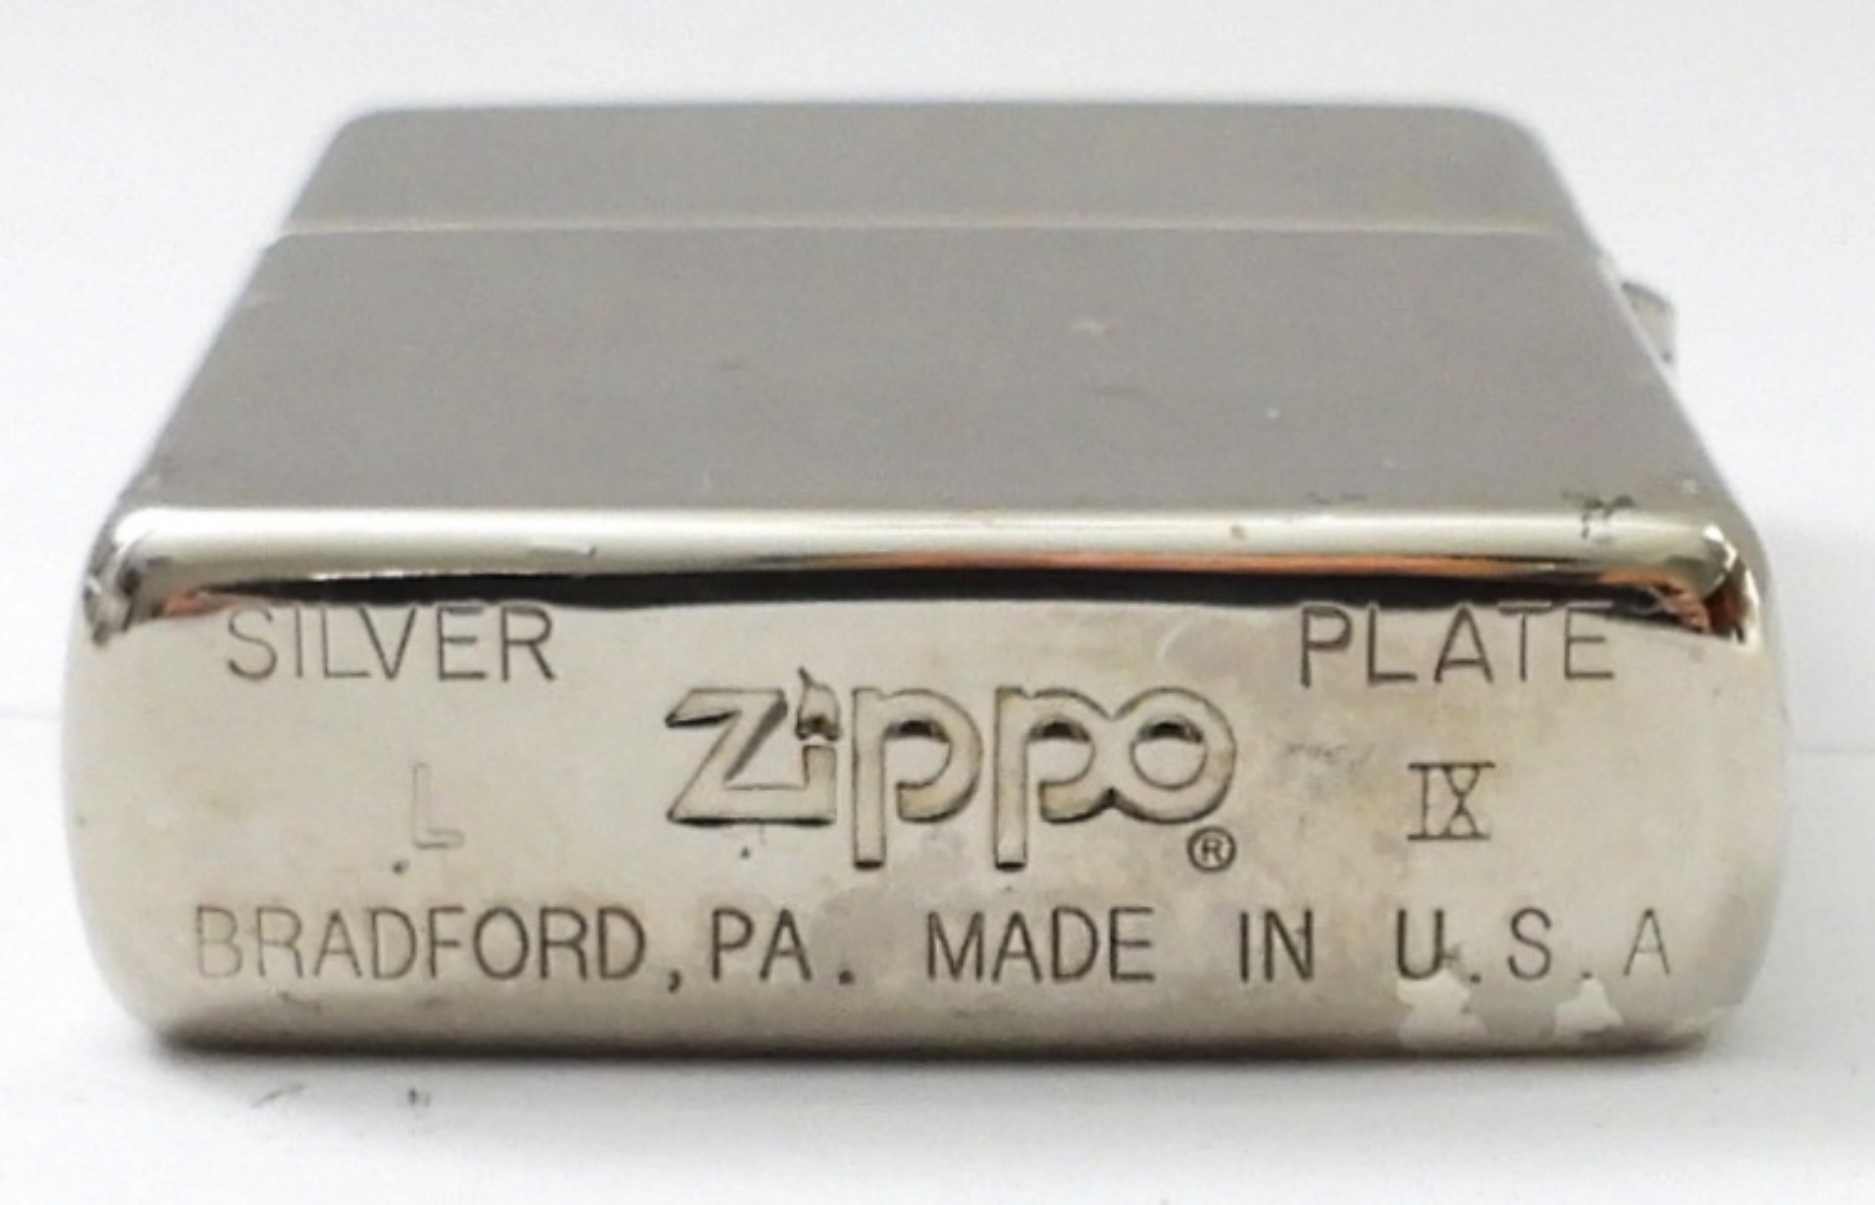 SILVER PLATE
L Zippo ® IX
BRADFORD, PA. MADE IN U.S.A